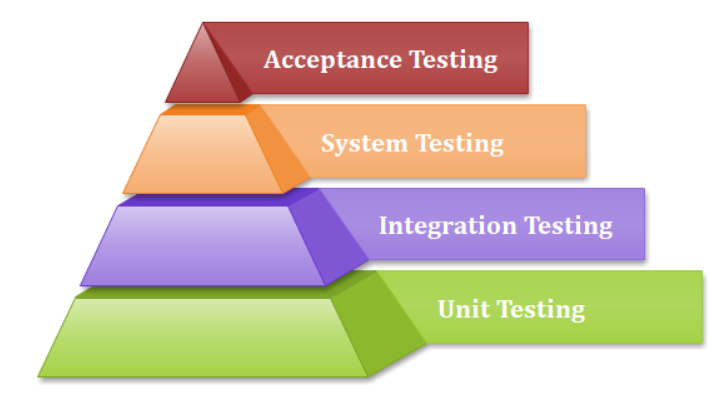 Acceptance Testing
System Testing
Integration Testing
Unit Testing